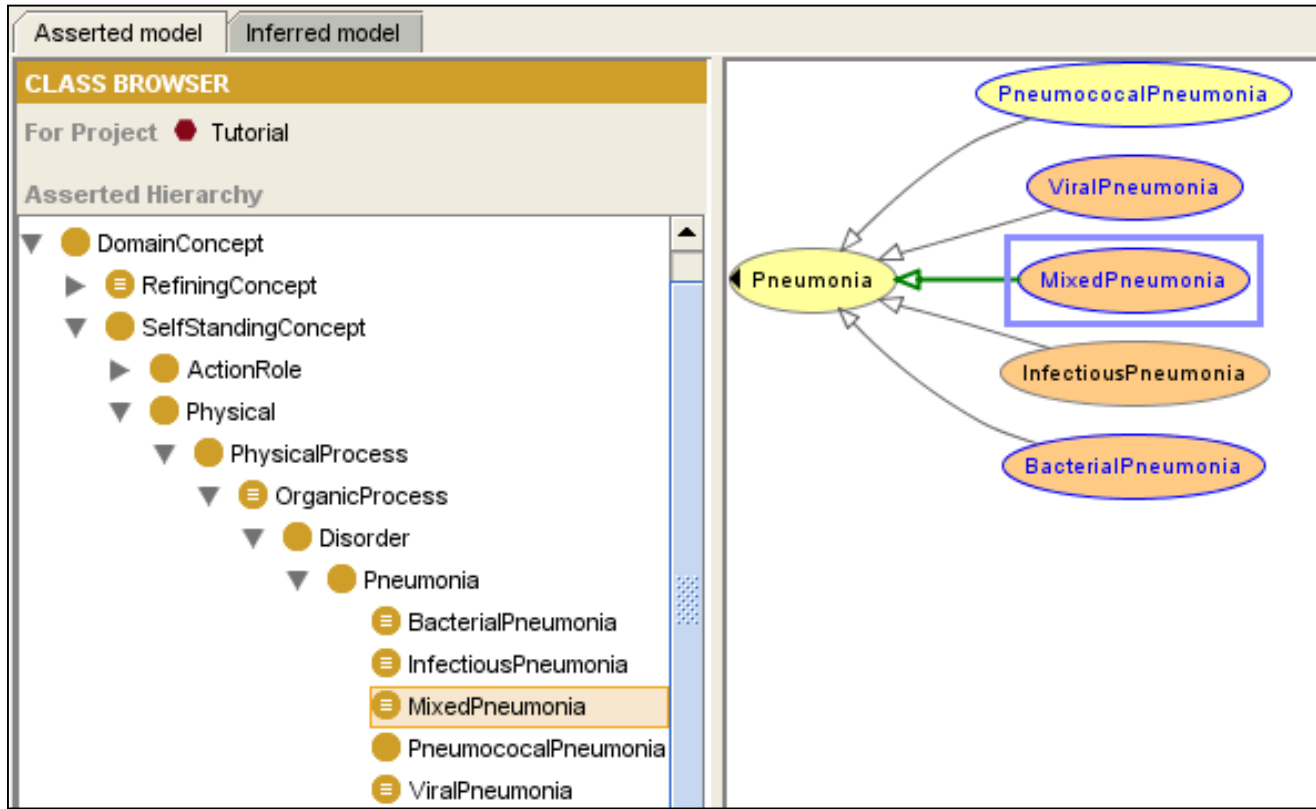 Asserted model Inferred model
CLASS BROWSER
For Project Tutorial
Asserted Hierarchy
DomainConcept
RefiningConcept
SelfStandingConcept
ActionRole
Physical
PhysicalProcess
OrganicProcess
Disorder
Pneumonia
BacterialPneumonia
InfectiousPneumonia
MixedPneumonia
PneumococalPneumonia
ViralPneumonia
PneumococalPneumonia
ViralPneumonia
Pneumonia
MixedPneumonia
InfectiousPneumonia
BacterialPneumonia